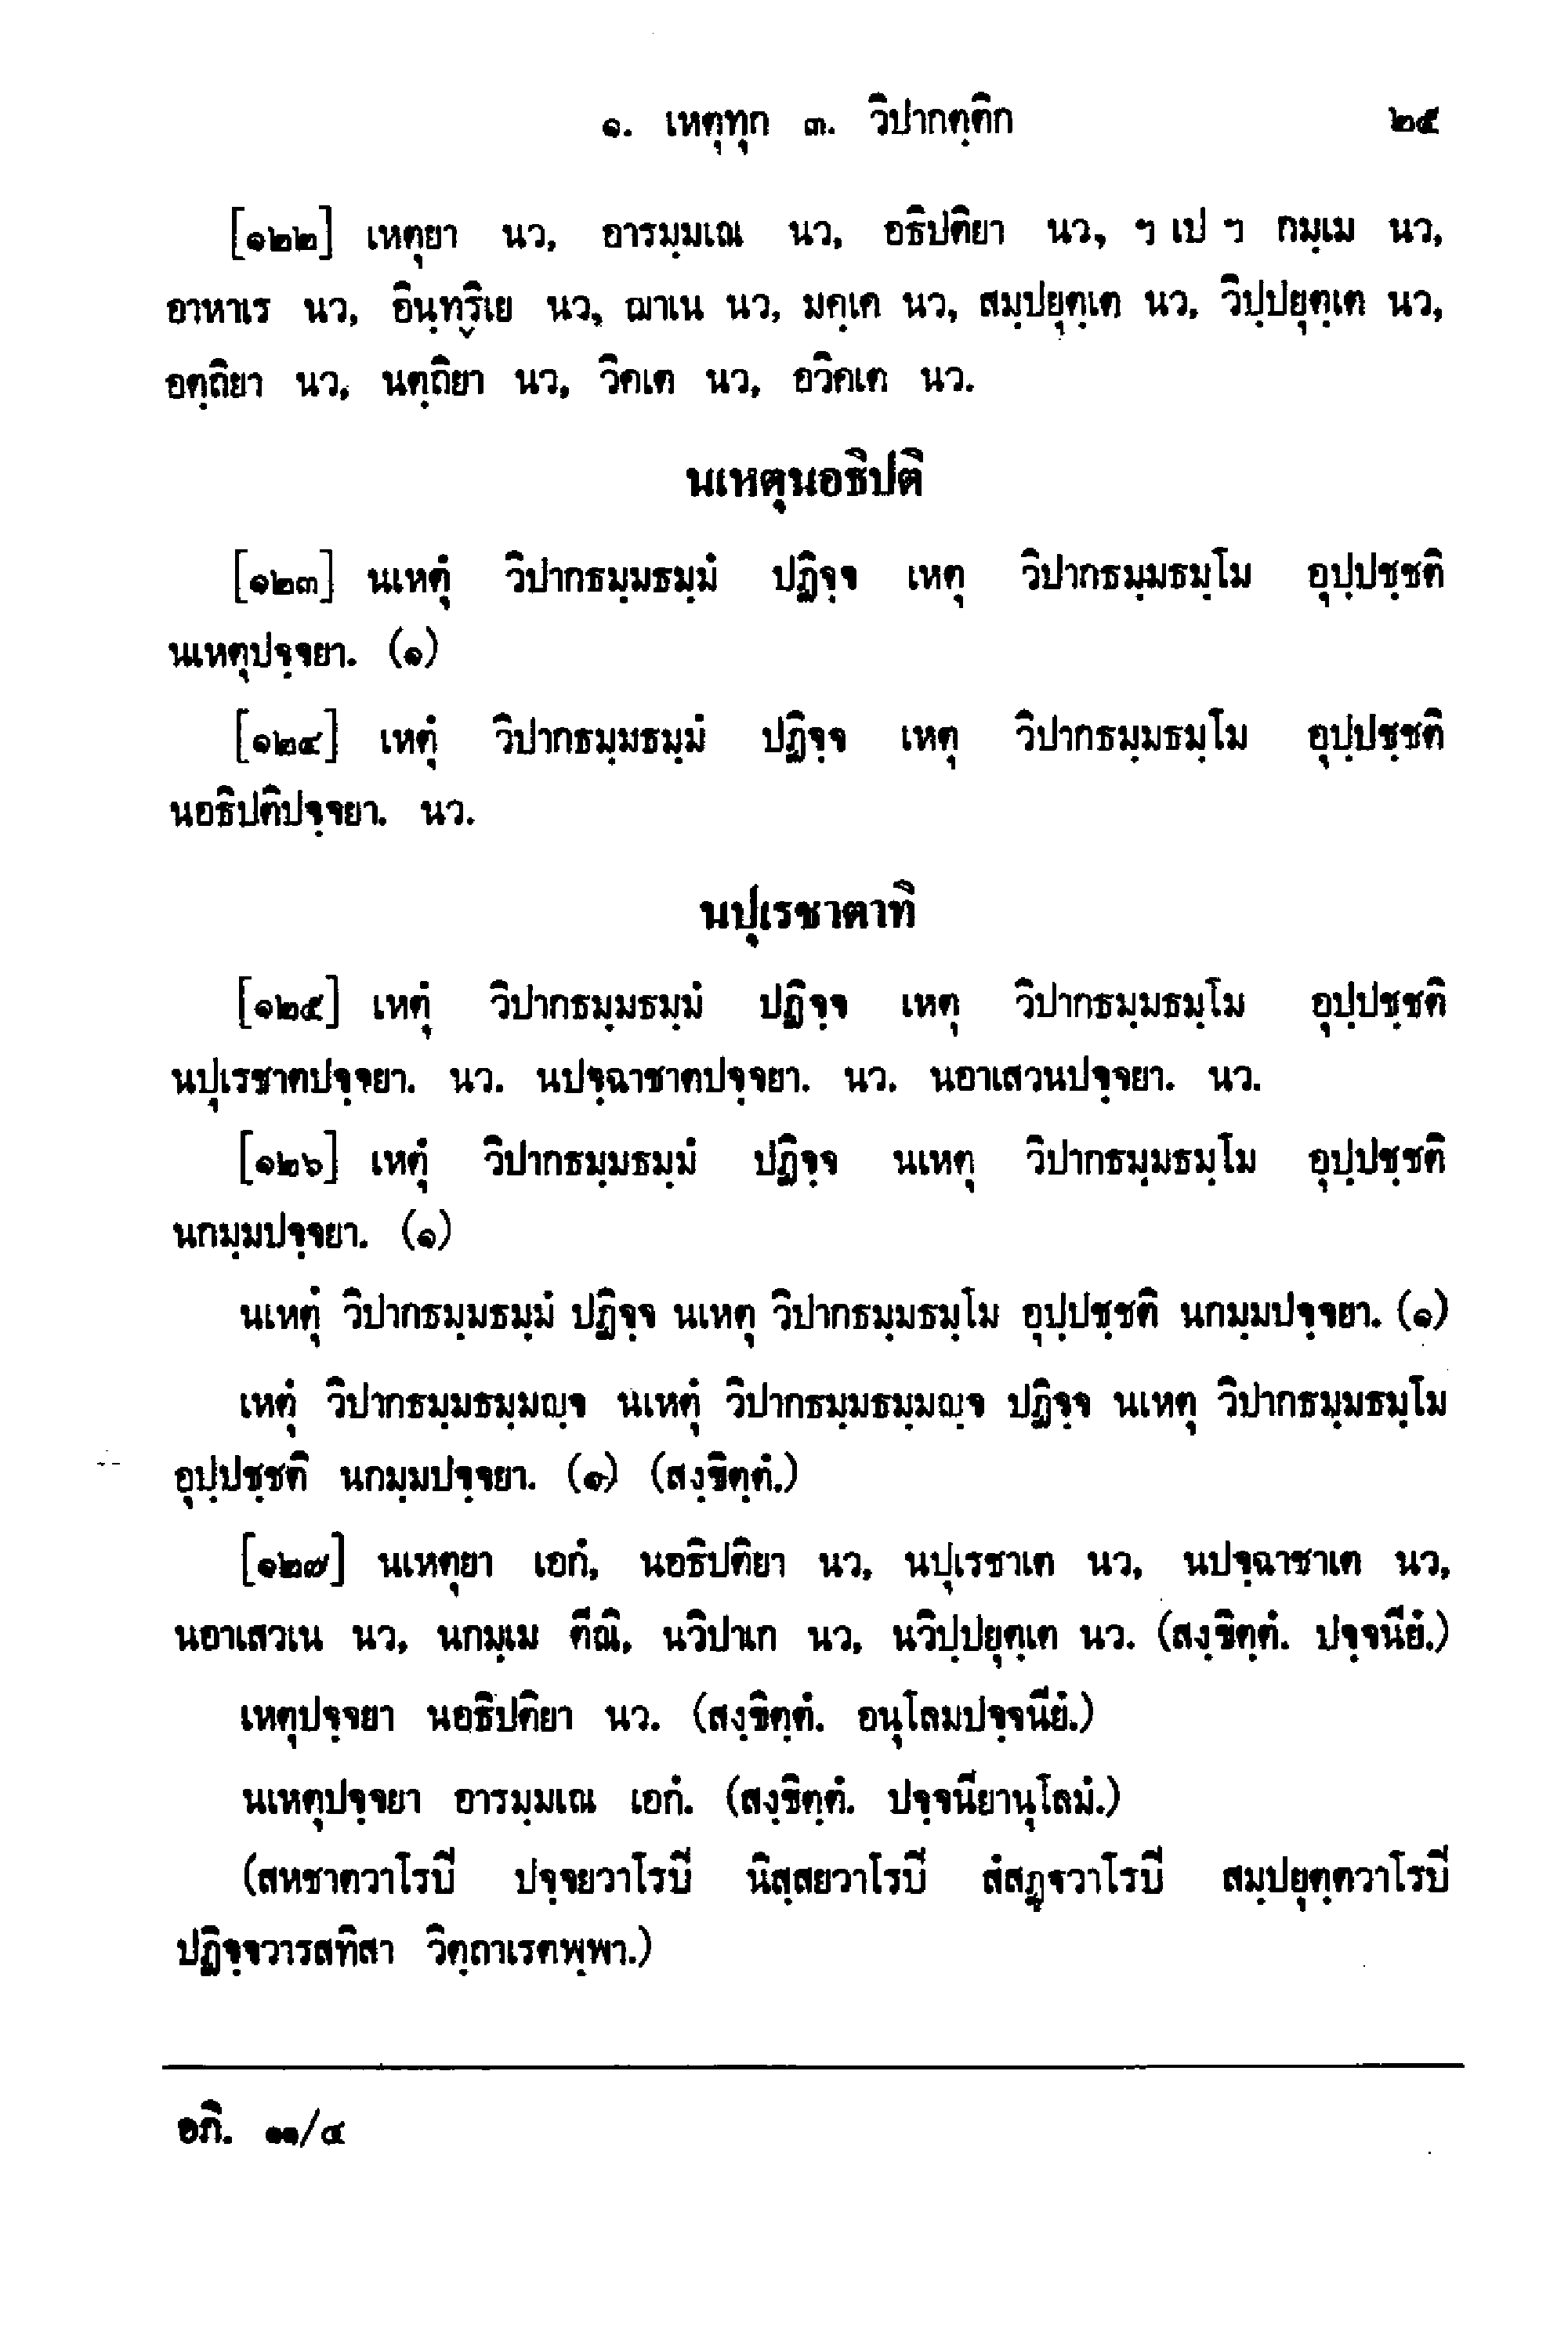 ๑. เหตุทุก ๓. วิปากตฺติก ๒๕
[๑๒๒] เหตุยา นว, อารมฺมเณ นว, อธิปติยา นว, ฯ เป ฯ กมฺเม นว,
อาหาเร นว, อินฺทฺริเย นว, ฌาเน นว, มคฺเค นว, สมฺปยุตฺเต นว, วิปฺปยุตฺเต นว,
อตฺถิยา นว, นตฺถิยา นว, วิคเต นว, อวิคเต นว.
นเหตุนอธิปติ
[๑๒๓] นเหตุํ วิปากธมฺมธมฺมํ ปฏิจฺจ เหตุ วิปากธมฺมธมฺโม อุปฺปชฺชติ
นเหตุปจฺจยา. (๑)
[๑๒๔] เหตุํ วิปากธมฺมธมฺมํ ปฏิจฺจ เหตุ วิปากธมฺมธมฺโม อุปฺปชฺชติ
นอธิปติปจฺจยา. นว.
นปุเรชาตาทิ
[๑๒๕] เหตุํ วิปากธมฺมธมฺมํ ปฏิจฺจ เหตุ วิปากธมฺมธมฺโม อุปฺปชฺชติ
นปุเรชาตปจฺจยา. นว. นปจฺฉาชาตปจฺจยา. นว. นอาเสวนปจฺจยา. นว.
[๑๒๖] เหตุํ วิปากธมฺมธมฺมํ ปฏิจฺจ นเหตุ วิปากธมฺมธมฺโม อุปฺปชฺชติ
นกมฺมปจฺจยา. (๑)
นเหตุํ วิปากธมฺมธมฺมํ ปฏิจฺจ นเหตุ วิปากธมฺมธมฺโม อุปฺปชฺชติ นกมฺมปจฺจยา. (๑)
เหตุํ วิปากธมฺมธมฺมญฺจ นเหตุํ วิปากธมฺมธมฺมญฺจ ปฏิจฺจ นเหตุ วิปากธมฺมธมฺโม
อุปฺปชฺชติ นกมฺมปจฺจยา. (๑) (สงฺขิตฺตํ.)
[๑๒๗] นเหตุยา เอกํ, นอธิปติยา นว, นปุเรชาเต นว, นปจฺฉาชาเต นว,
นอาเสวเน นว, นกมฺเม ตีณิ, นวิปาเก นว, นวิปฺปยุตฺเต นว. (สงฺขิตฺตํ. ปจฺจนียํ.)
เหตุปจฺจยา นอธิปติยา นว. (สงฺขิตฺตํ. อนุโลมปจฺจนียํ.)
นเหตุปจฺจยา อารมฺมเณ เอกํ. (สงฺขิตฺตํ. ปจฺจนียานุโลมํ.)
(สหชาตวาโรปิ ปจฺจยวาโรปิ นิสฺสยวาโรปิ สํสฏฺฐวาโรปิ สมฺปยุตฺตวาโรปิ
ปฏิจฺจวารสทิสา วิตฺถาเรตพฺพา.)
อภิ. ๑๑/๔